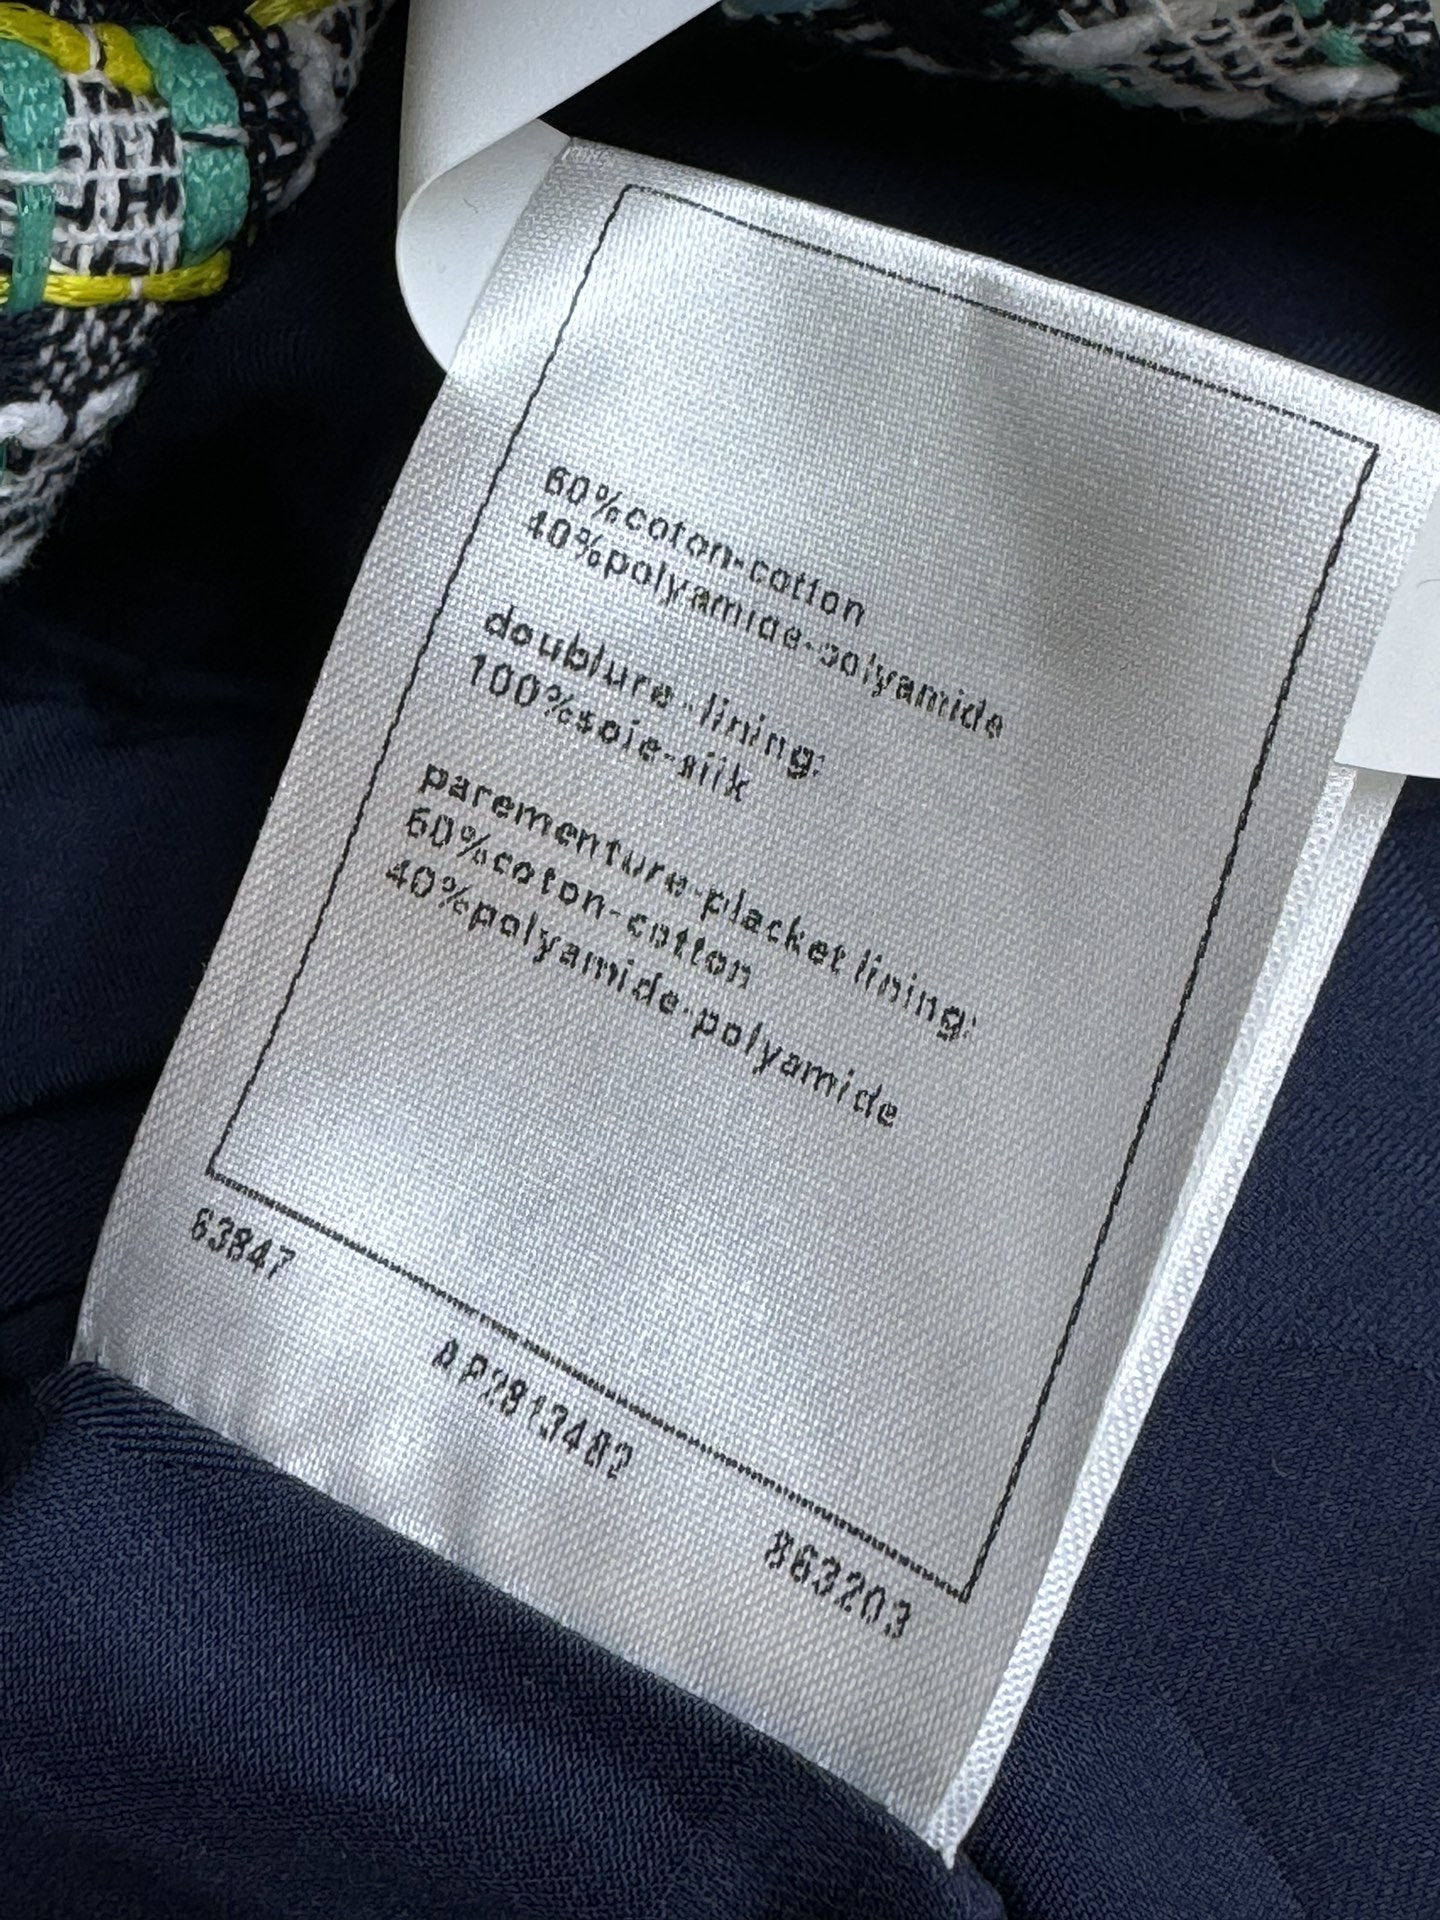 60%coton-cotton
40%polyamide-polyamide
doublure-lining:
100%soie-silk
parementure-placket lining:
60%coton-cotton
40%polyamide-polyamide
63847
AP2813482
863203